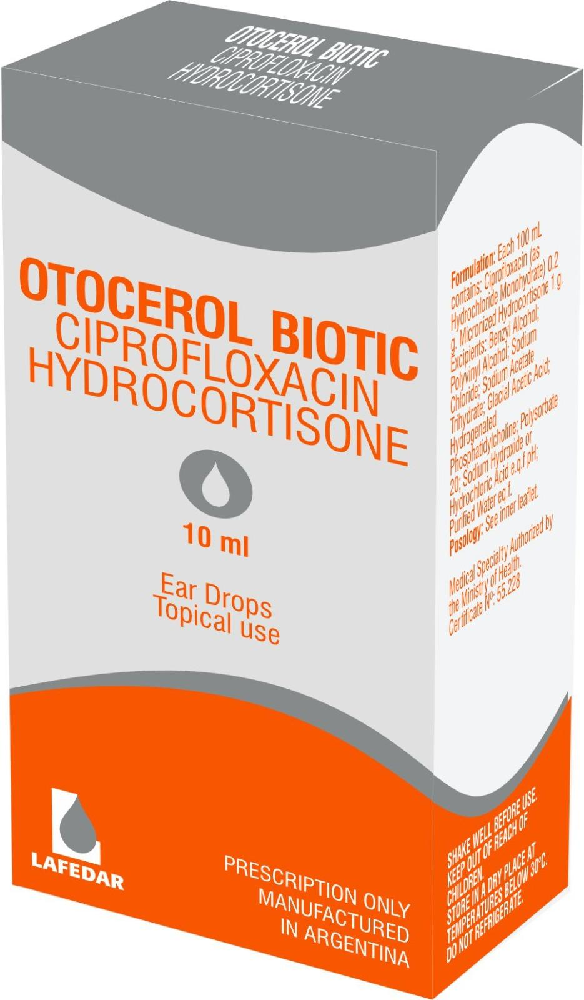 OTOCEROL BIOTIC
CIPROFLOXACIN
HYDROCORTISONE
OTOCEROL BIOTIC
CIPROFLOXACIN
HYDROCORTISONE
10 ml
Ear Drops
Topical use
LAFEDAR
PRESCRIPTION ONLY
MANUFACTURED
IN ARGENTINA
Formulation: Each 100 mL
contains: Ciprofloxacin (as
Hydrochloride Monohydrate) 0.2
g. Micronized Hydrocortisone 1 g.
Excipients: Benzyl Alcohol;
Polyvinyl Alcohol; Sodium
Chloride; Sodium Acetate
Trihydrate; Glacial Acetic Acid;
Hydrogenated
Phosphatidylcholine; Polysorbate
20; Sodium Hydroxide or
Hydrochloric Acid e.q.f pH;
Purified Water eq.f.
Posology: See inner leaflet.
Medical Specialty Authorized by
the Ministry of Health.
Certificate Nº: 55.228
SHAKE WELL BEFORE USE.
KEEP OUT OF REACH OF
CHILDREN.
STORE IN A DRY PLACE AT
TEMPERATURES BELOW 30ºC.
DO NOT REFRIGERATE.